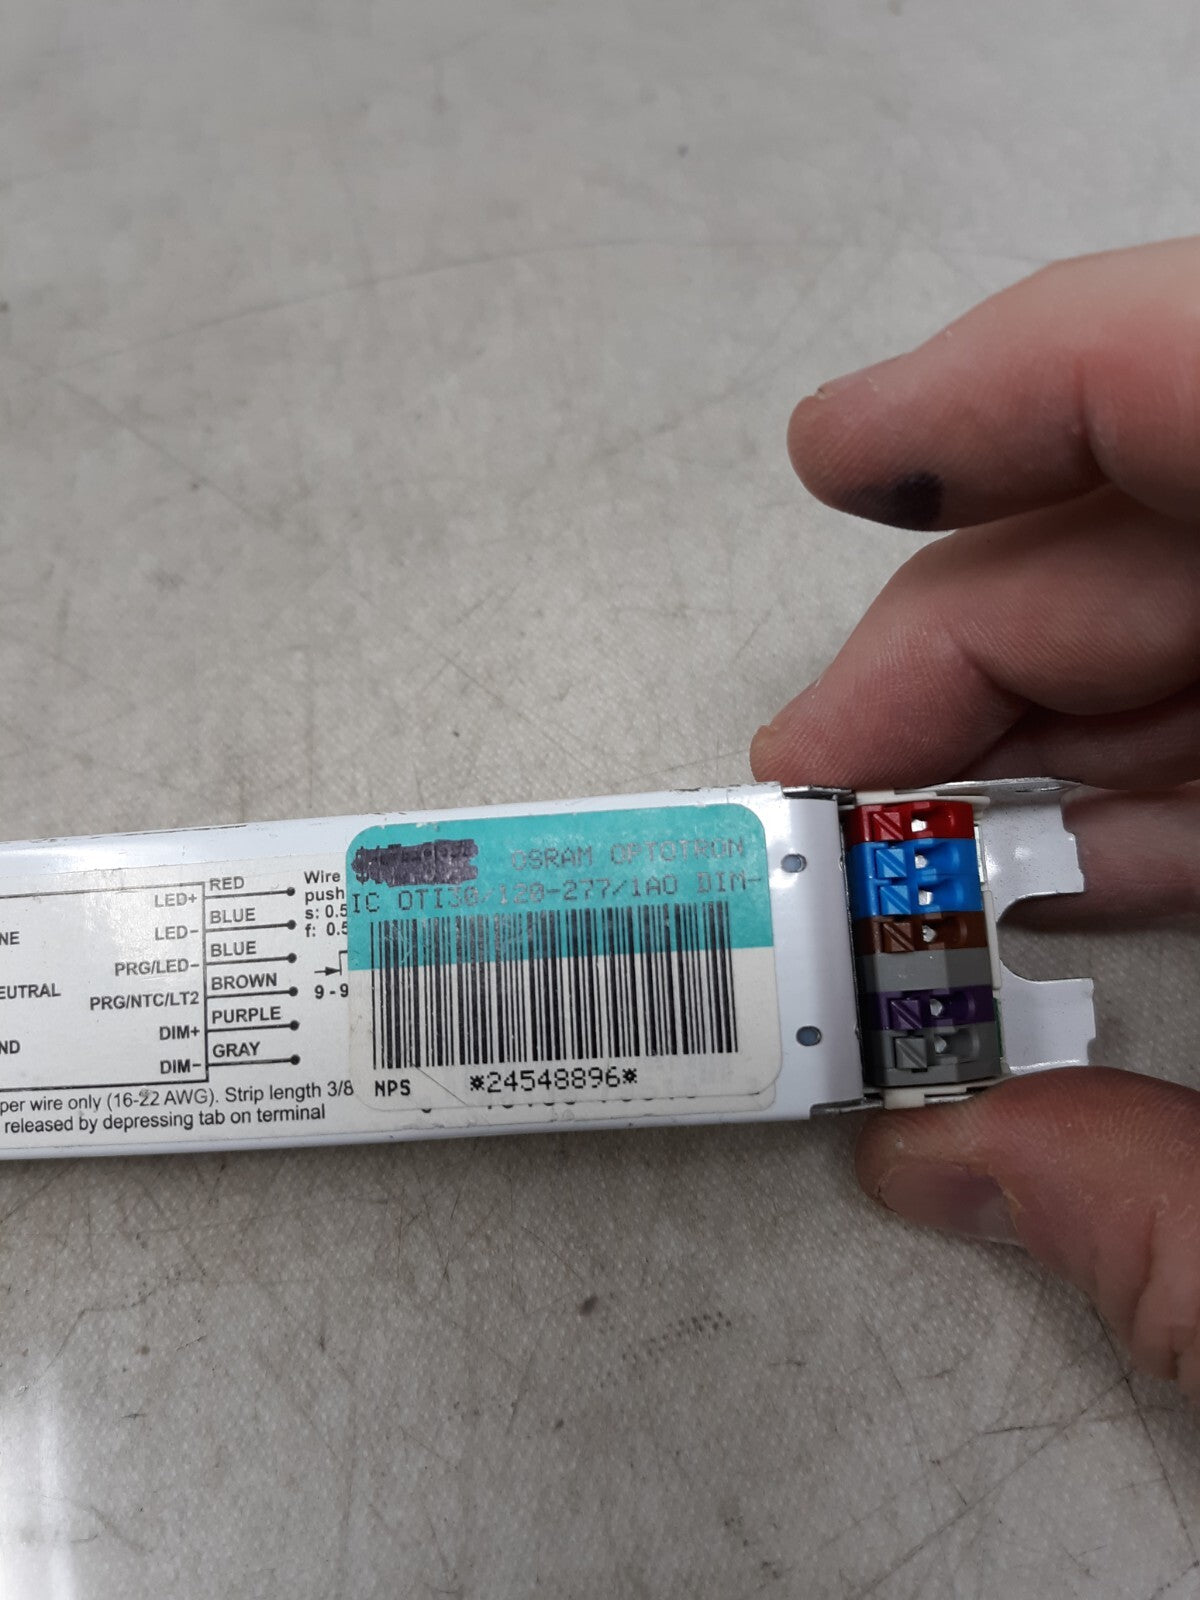 OSRAM OPTOTRON
IC OTI30/120-277/1A0 DIM-
NPS *24548896*
LED+ RED
LED- BLUE
PRG/LED- BLUE
PRG/NTC/LT2 BROWN
DIM+ PURPLE
DIM- GRAY
NE
EUTRAL
ND
Wire
push
s: 0.5
f: 0.5
9 - 9
per wire only (16-22 AWG). Strip length 3/8
released by depressing tab on terminal